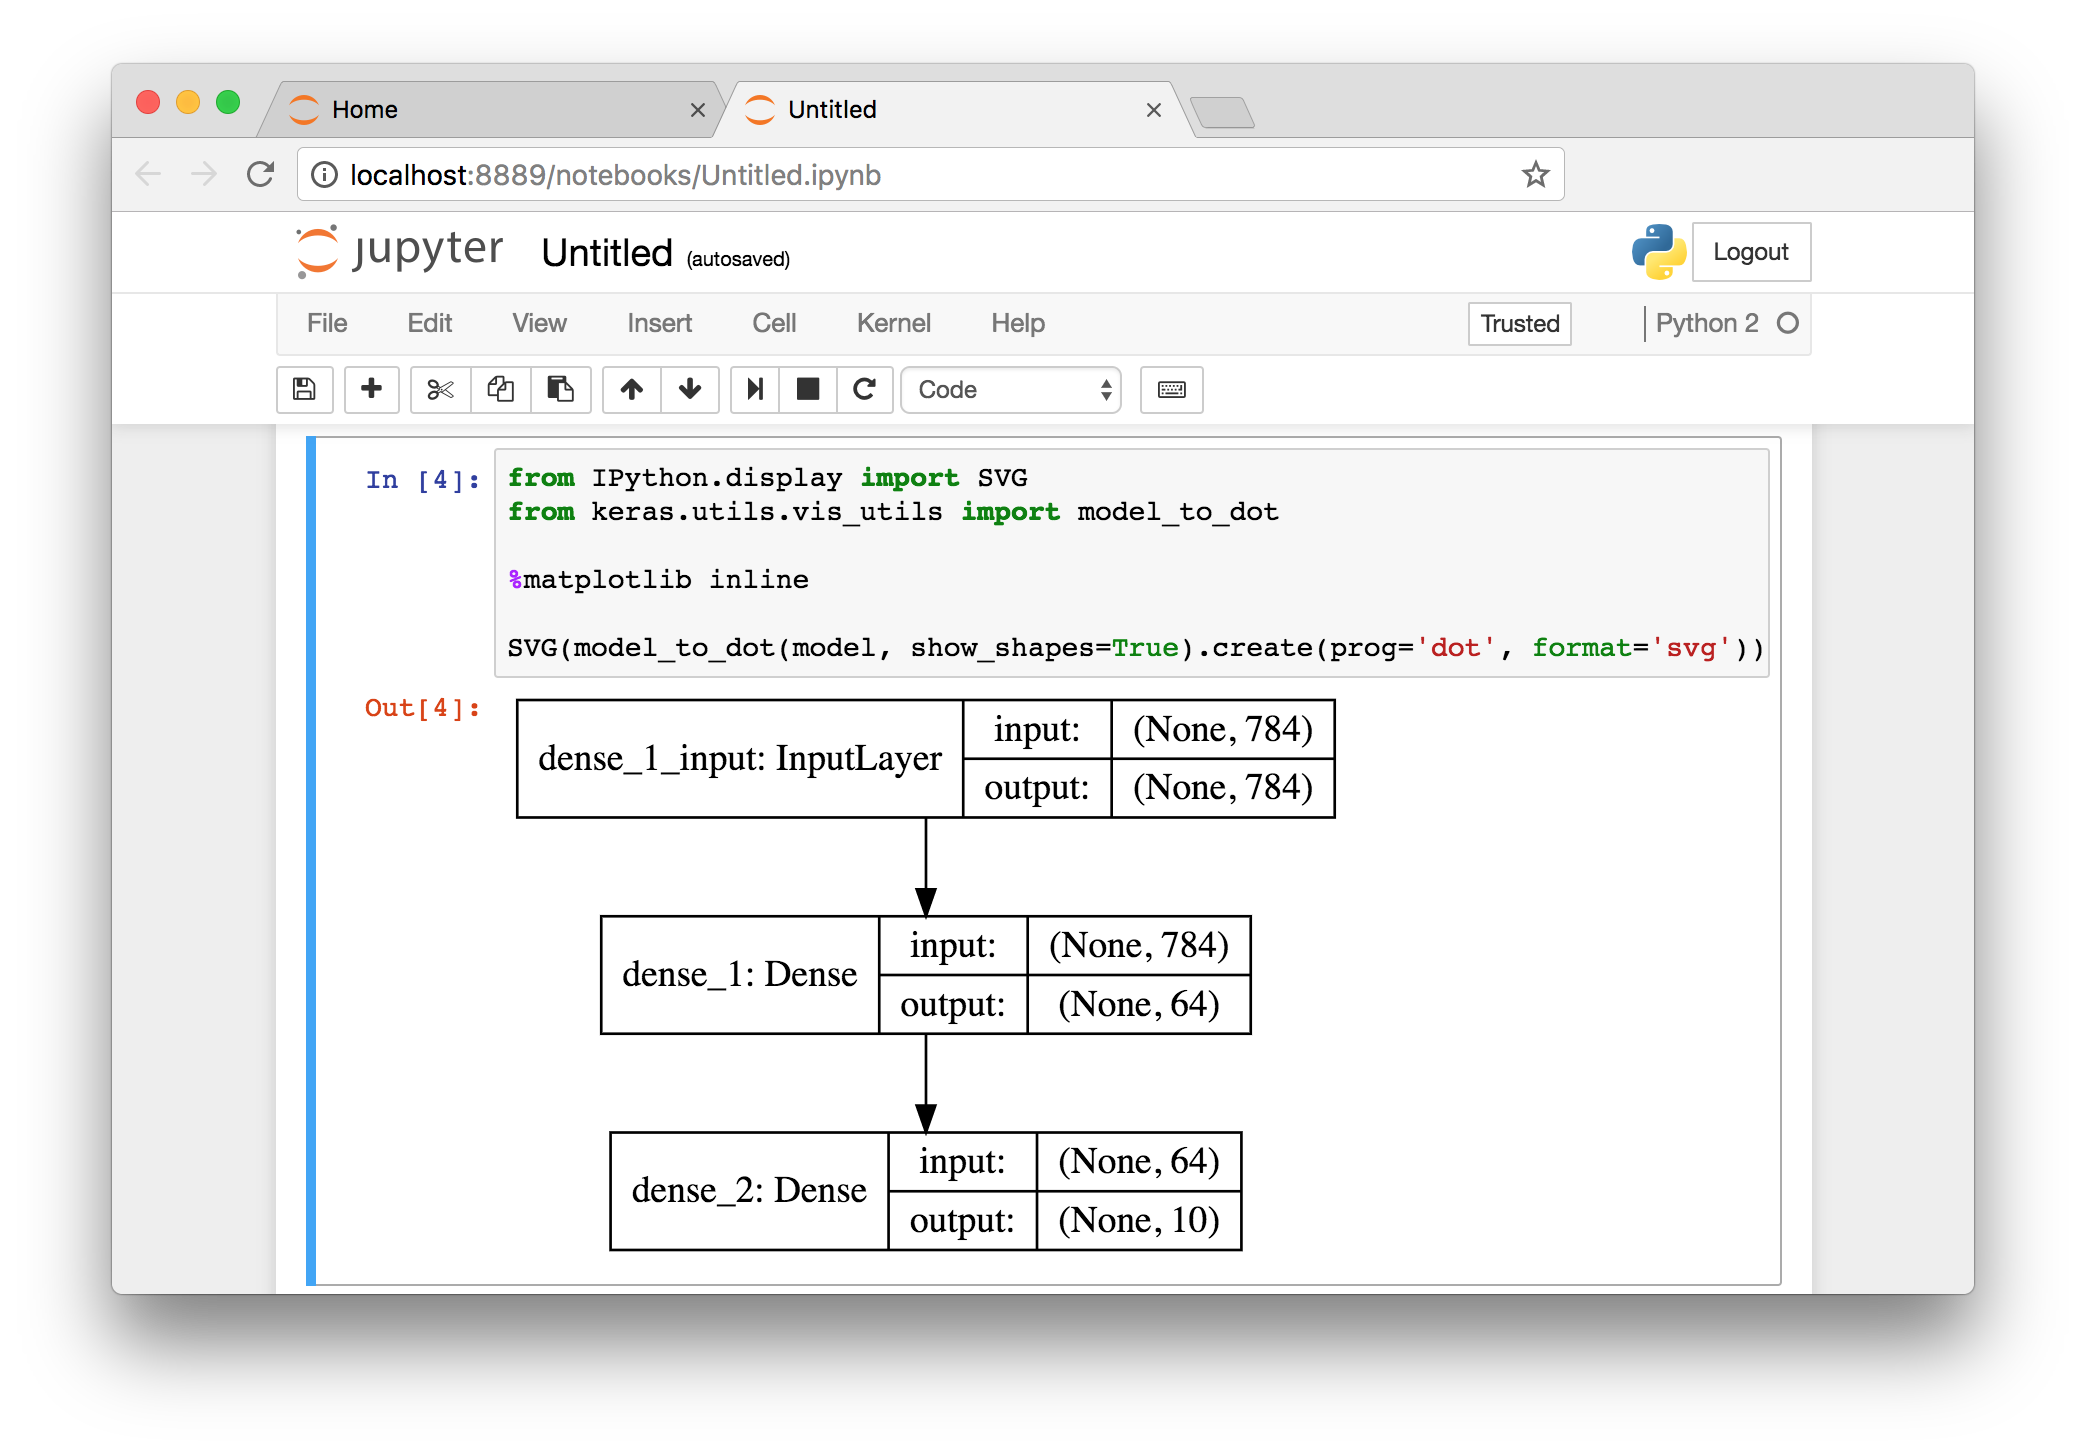 Home
Untitled
localhost:8889/notebooks/Untitled.ipynb
jupyter Untitled (autosaved)
Logout
File Edit View Insert Cell Kernel Help Trusted Python 2
Code
In [4]:
from IPython.display import SVG
from keras.utils.vis_utils import model_to_dot
%matplotlib inline
SVG(model_to_dot(model, show_shapes=True).create(prog='dot', format='svg'))
Out[4]:
dense_1_input: InputLayer
input: (None, 784)
output: (None, 784)
dense_1: Dense
input: (None, 784)
output: (None, 64)
dense_2: Dense
input: (None, 64)
output: (None, 10)